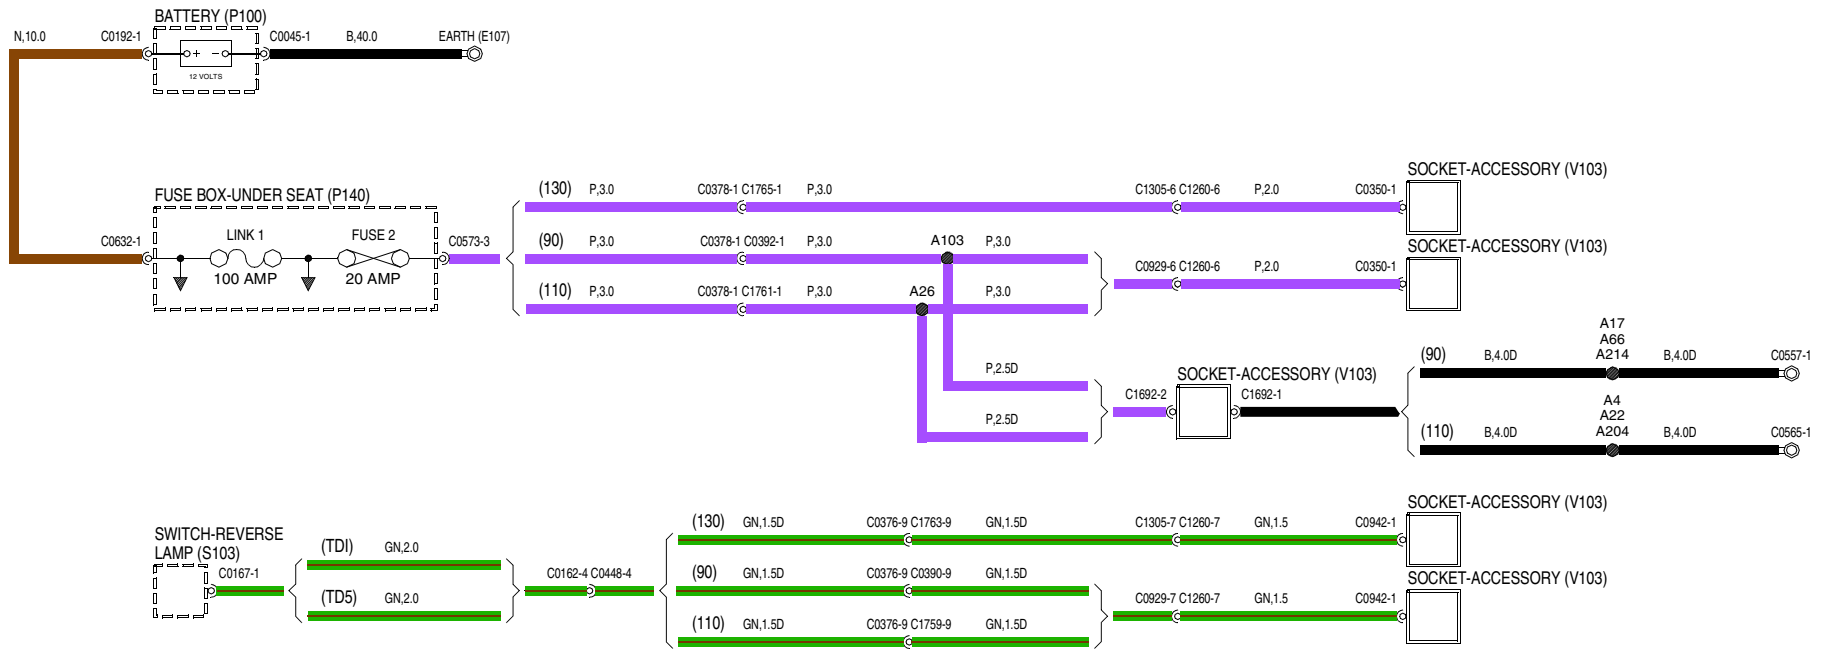 BATTERY (P100)
N,10.0
C0192-1
+ −
12 VOLTS
C0045-1
B,40.0
EARTH (E107)
FUSE BOX-UNDER SEAT (P140)
C0632-1
LINK 1
100 AMP
FUSE 2
20 AMP
C0573-3
(130)
P,3.0
C0378-1 C1765-1
P,3.0
C1305-6 C1260-6
P,2.0
C0350-1
SOCKET-ACCESSORY (V103)
(90)
P,3.0
C0378-1 C0392-1
P,3.0
A103
P,3.0
(110)
P,3.0
C0378-1 C1761-1
P,3.0
A26
P,3.0
C0929-6 C1260-6
P,2.0
C0350-1
SOCKET-ACCESSORY (V103)
P,2.5D
P,2.5D
C1692-2
SOCKET-ACCESSORY (V103)
C1692-1
(90)
B,4.0D
A17
A66
A214
B,4.0D
C0557-1
(110)
B,4.0D
A4
A22
A204
B,4.0D
C0565-1
SWITCH-REVERSE
LAMP (S103)
C0167-1
(TDI)
GN,2.0
(TD5)
GN,2.0
C0162-4 C0448-4
(130)
GN,1.5D
C0376-9 C1763-9
GN,1.5D
C1305-7 C1260-7
GN,1.5
C0942-1
SOCKET-ACCESSORY (V103)
(90)
GN,1.5D
C0376-9 C0390-9
GN,1.5D
(110)
GN,1.5D
C0376-9 C1759-9
GN,1.5D
C0929-7 C1260-7
GN,1.5
C0942-1
SOCKET-ACCESSORY (V103)